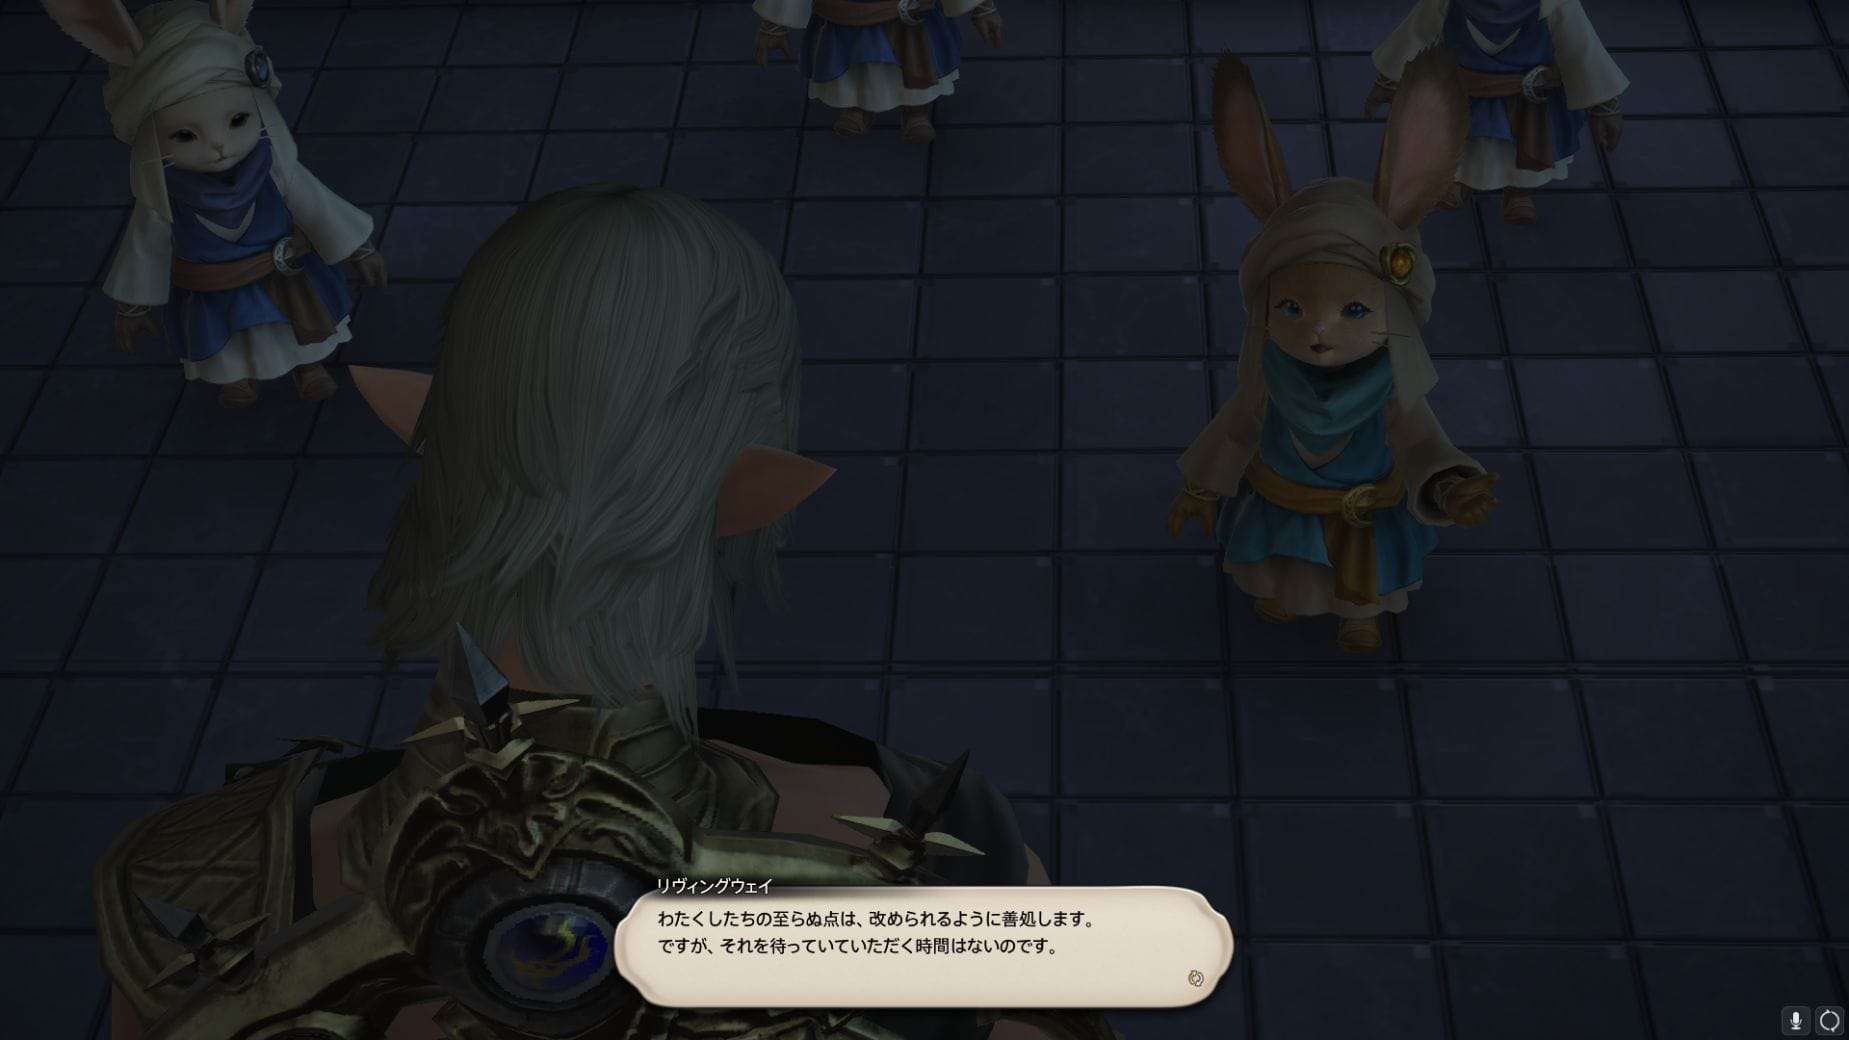 リヴィングウェイ
わたくしたちの至らぬ点は、改められるように善処します。
ですが、それを待っていていただく時間はないのです。